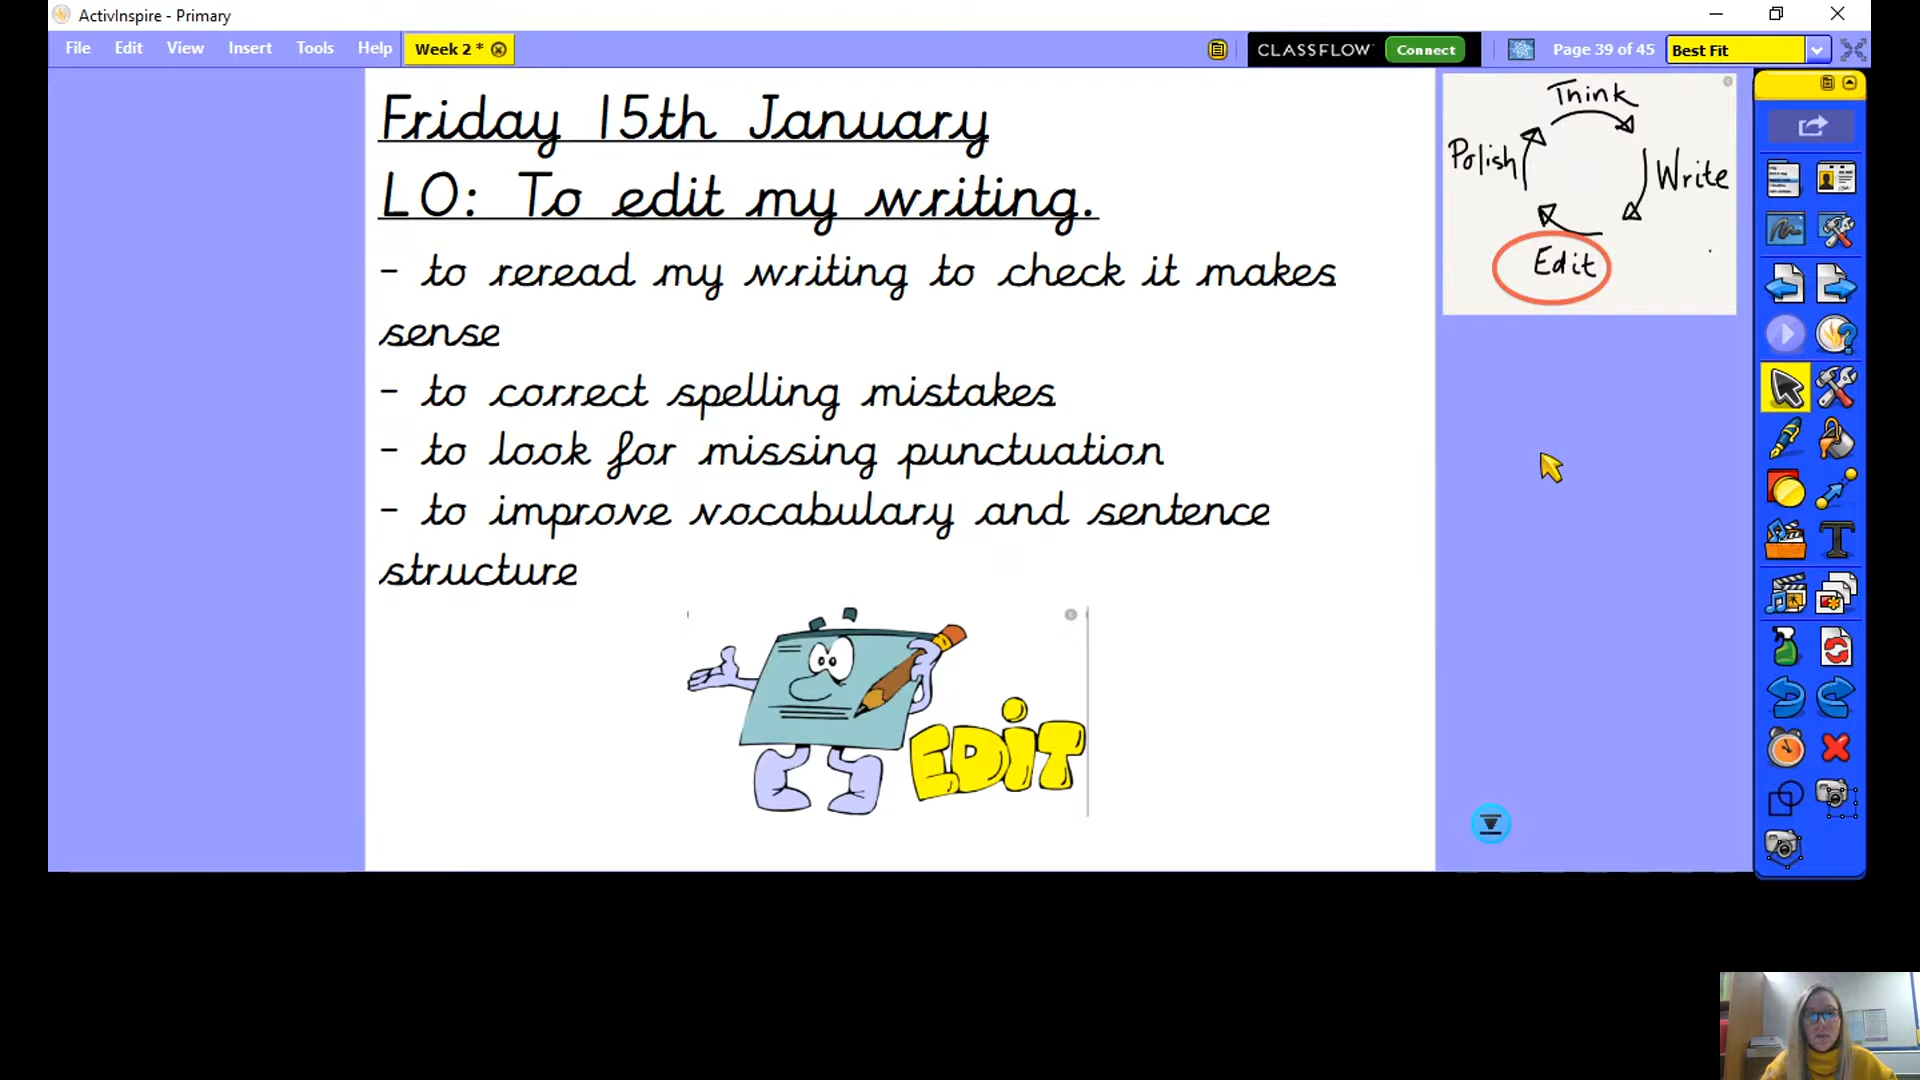 ActivInspire - Primary
File Edit View Insert Tools Help Week 2 * CLASSFLOW Connect Page 39 of 45 Best Fit
Friday 15th January
LO: To edit my writing.
- to reread my writing to check it makes
sense
- to correct spelling mistakes
- to look for missing punctuation
- to improve vocabulary and sentence
structure
EDiT
Think
Write
Edit
Polish
T